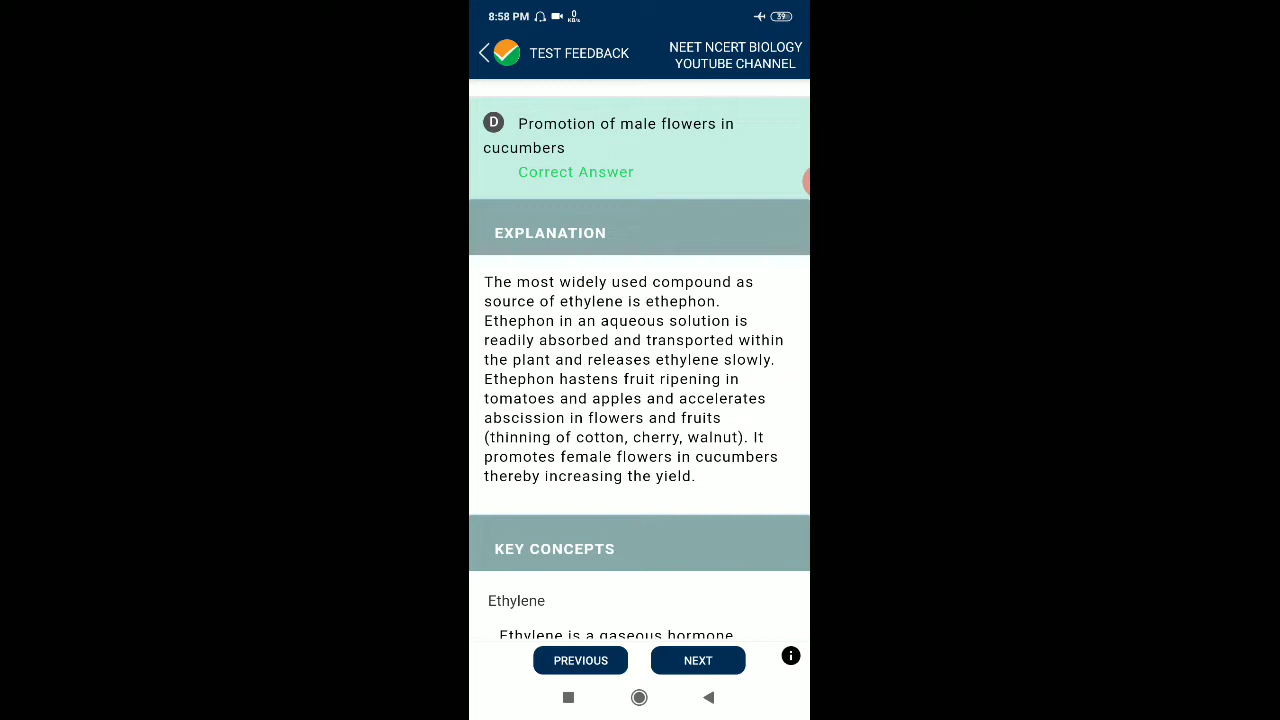 8:58 PM 0 KB/s 39
TEST FEEDBACK
NEET NCERT BIOLOGY
YOUTUBE CHANNEL
D Promotion of male flowers in
cucumbers
Correct Answer
EXPLANATION
The most widely used compound as
source of ethylene is ethephon.
Ethephon in an aqueous solution is
readily absorbed and transported within
the plant and releases ethylene slowly.
Ethephon hastens fruit ripening in
tomatoes and apples and accelerates
abscission in flowers and fruits
(thinning of cotton, cherry, walnut). It
promotes female flowers in cucumbers
thereby increasing the yield.
KEY CONCEPTS
Ethylene
Ethylene is a gaseous hormone
PREVIOUS NEXT